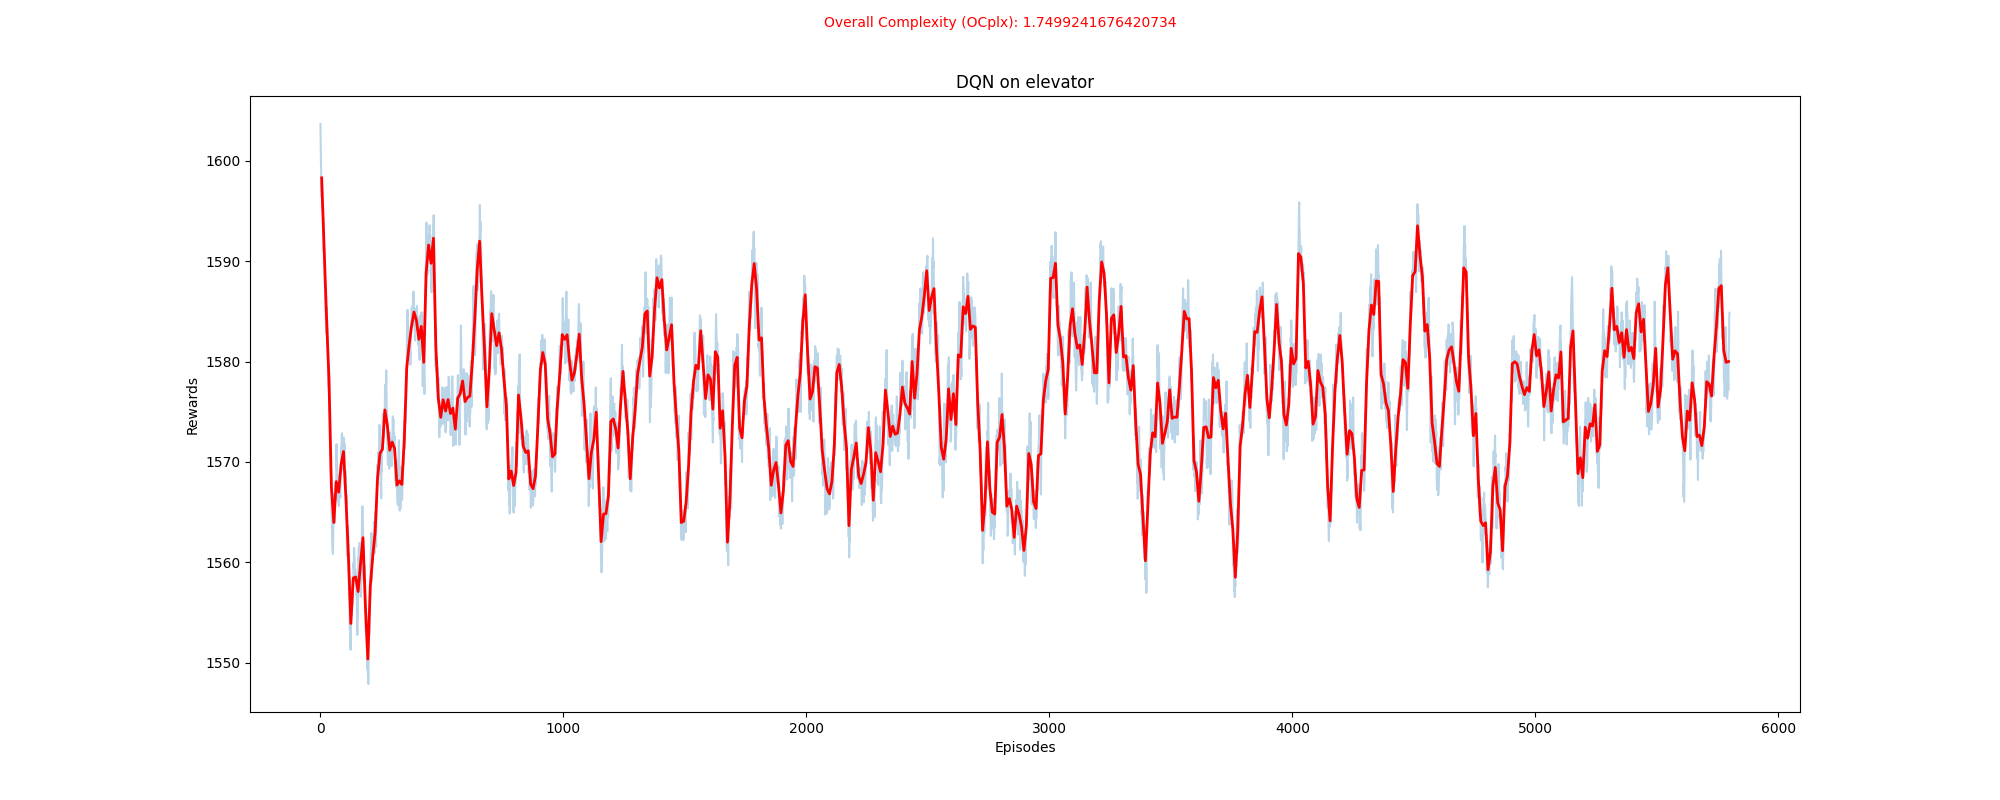 Overall Complexity (OCplx): 1.7499241676420734
DQN on elevator
1600
1590
1580
1570
1560
1550
Rewards
0 1000 2000 3000 4000 5000 6000
Episodes